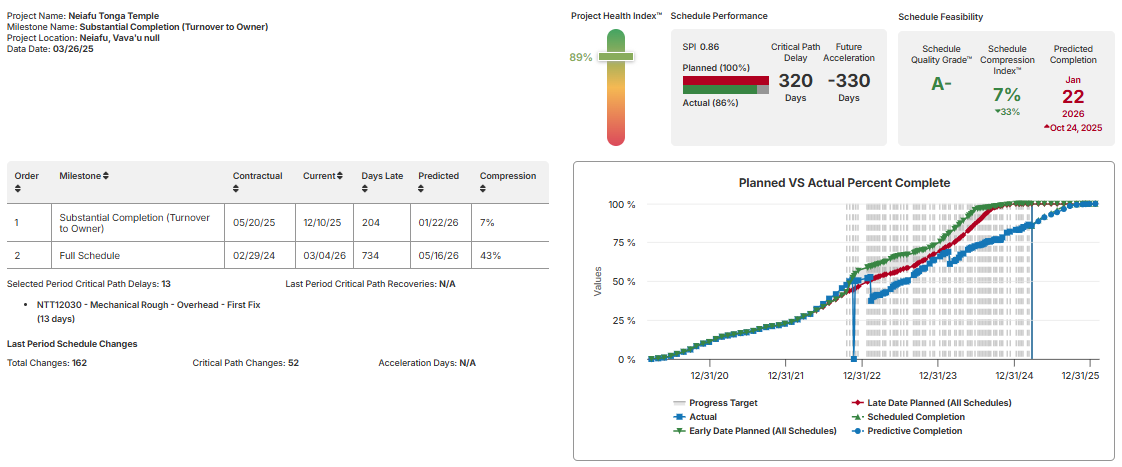 Project Name: Neiafu Tonga Temple
Milestone Name: Substantial Completion (Turnover to Owner)
Project Location: Neiafu, Vava'u null
Data Date: 03/26/25
Project Health Index™
89%
Schedule Performance
SPI 0.86
Planned (100%)
Actual (86%)
Critical Path Delay
320
Days
Future Acceleration
-330
Days
Schedule Feasibility
Schedule Quality Grade™
A-
Schedule Compression Index™
7%
▼33%
Predicted Completion
Jan
22
2026
▲Oct 24, 2025
Order Milestone Contractual Current Days Late Predicted Compression
1 Substantial Completion (Turnover to Owner) 05/20/25 12/10/25 204 01/22/26 7%
2 Full Schedule 02/29/24 03/04/26 734 05/16/26 43%
Selected Period Critical Path Delays: 13 Last Period Critical Path Recoveries: N/A
• NTT12030 - Mechanical Rough - Overhead - First Fix
(13 days)
Last Period Schedule Changes
Total Changes: 162 Critical Path Changes: 52 Acceleration Days: N/A
Planned VS Actual Percent Complete
Values
100 %
75 %
50 %
25 %
0 %
12/31/20 12/31/21 12/31/22 12/31/23 12/31/24 12/31/25
Progress Target Late Date Planned (All Schedules)
Actual Scheduled Completion
Early Date Planned (All Schedules) Predictive Completion